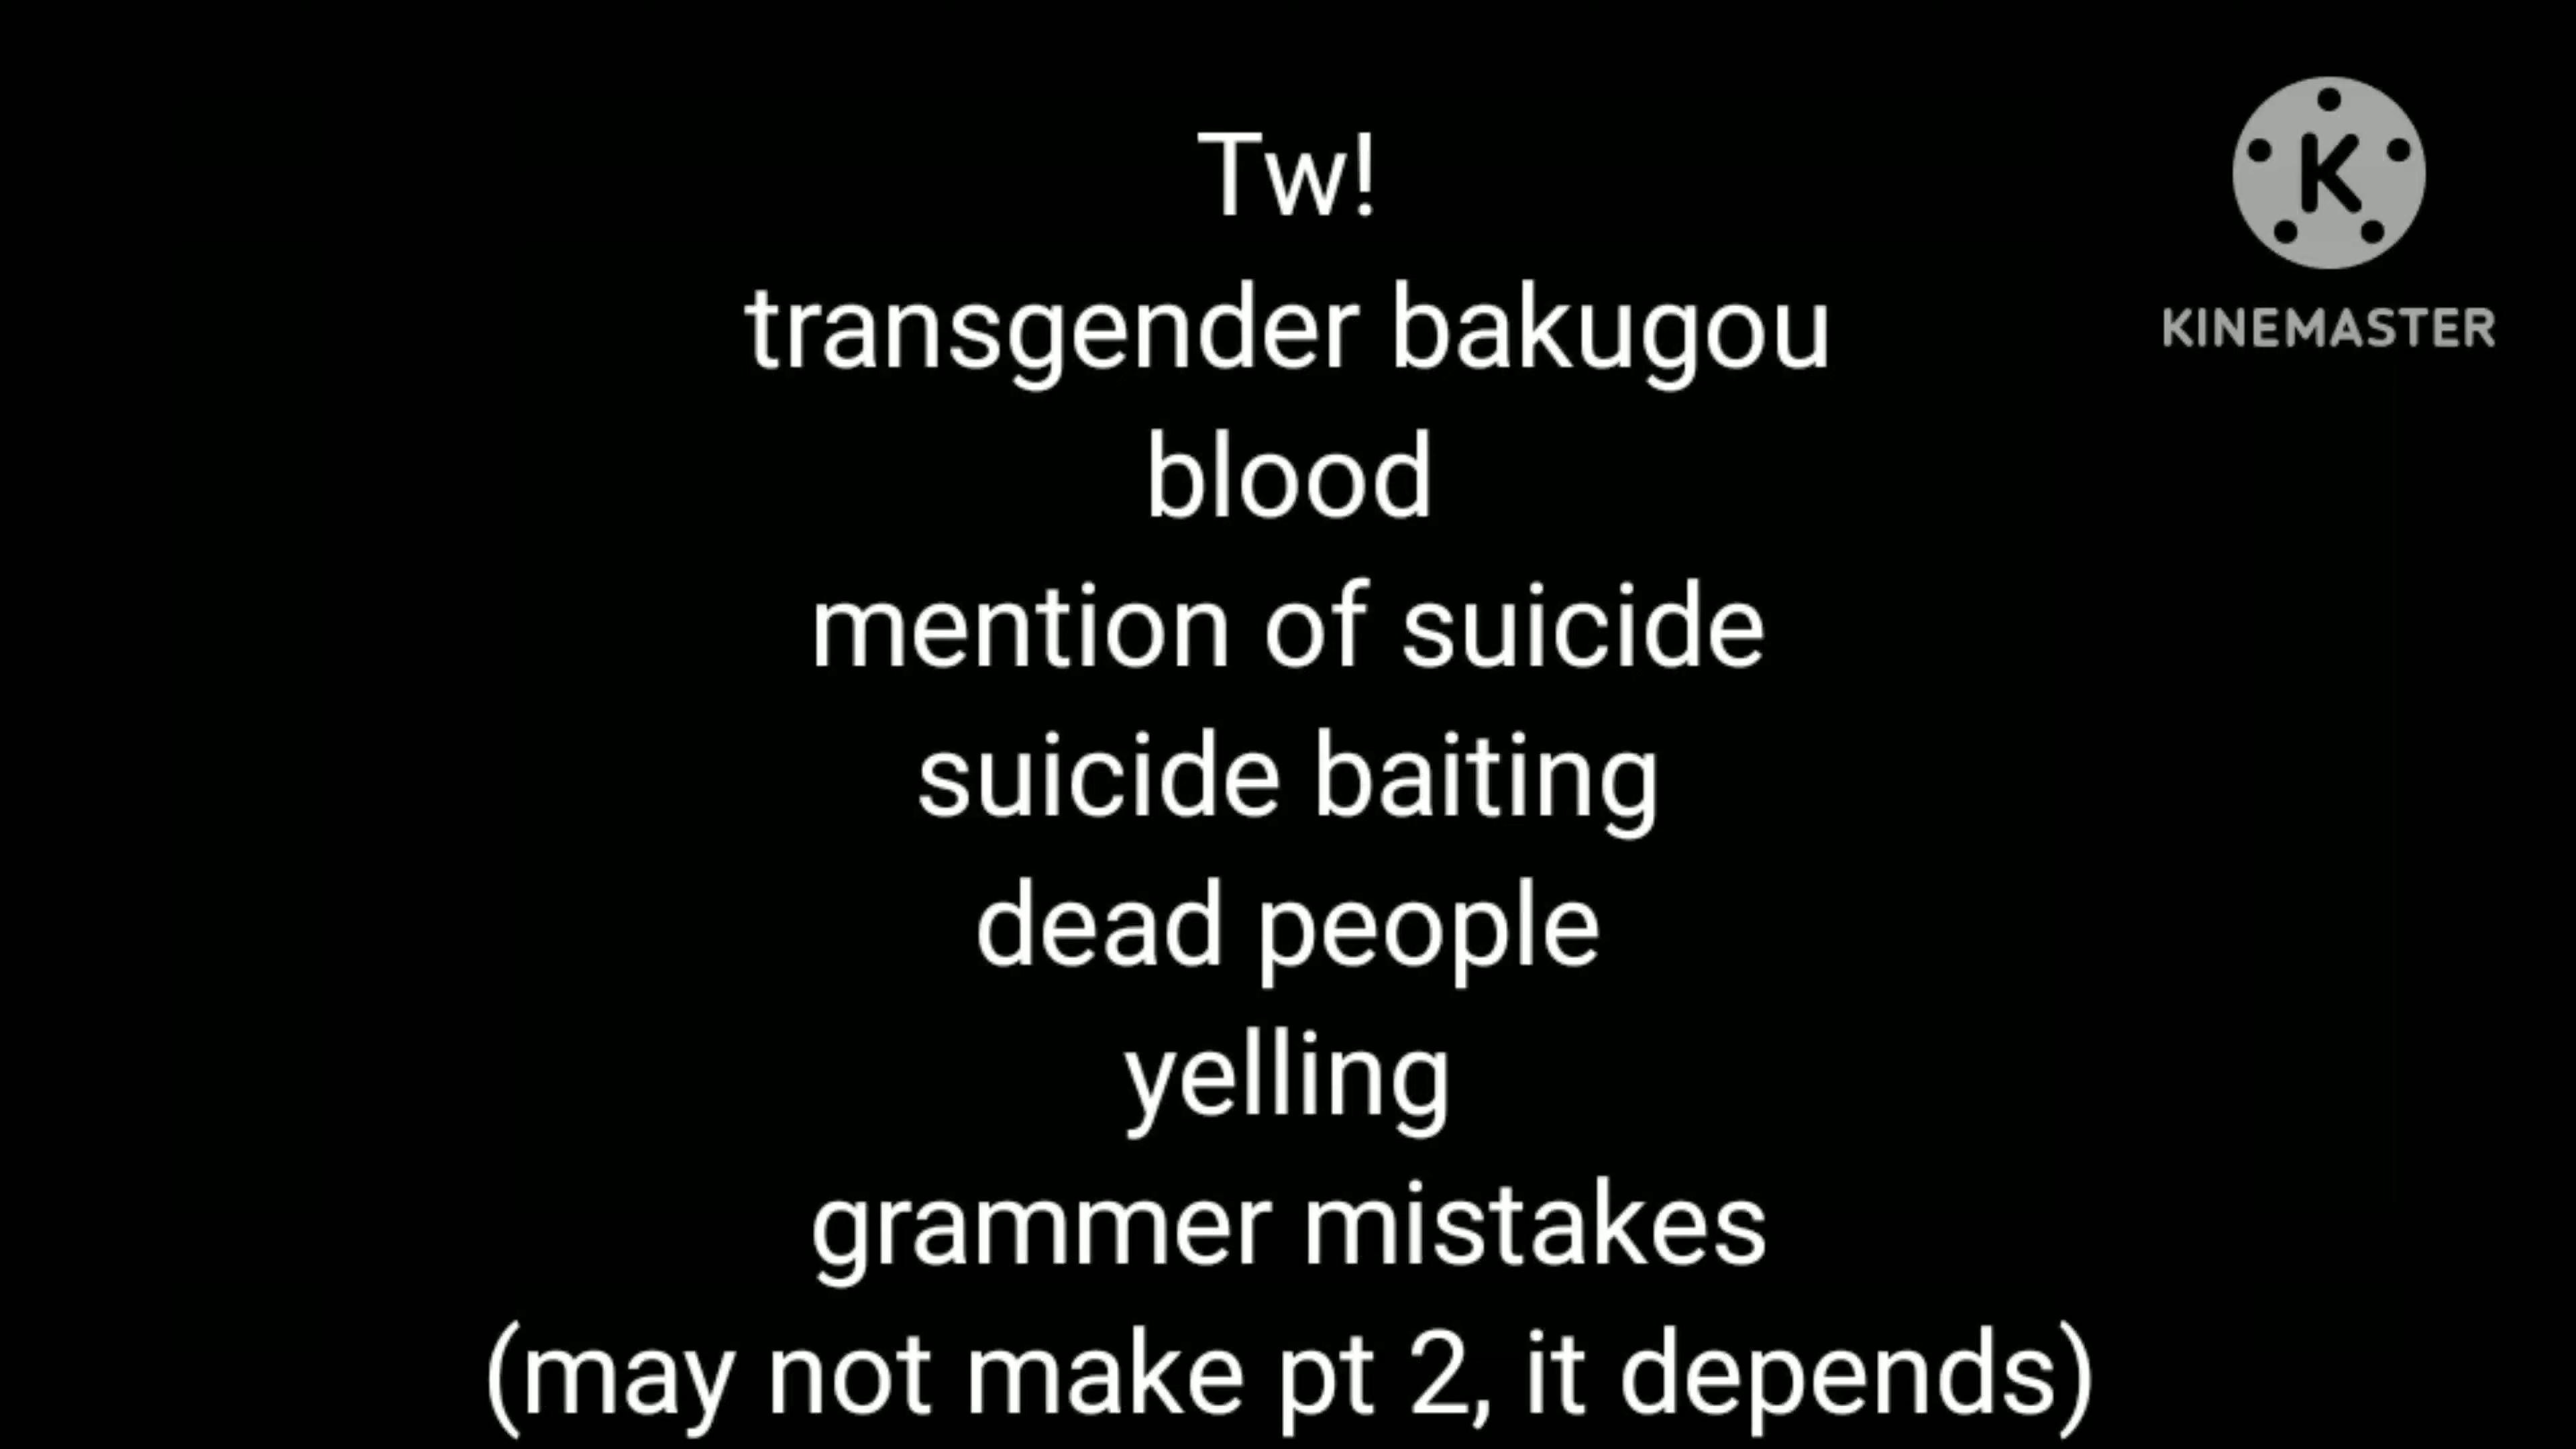 Tw!
transgender bakugou
blood
mention of suicide
suicide baiting
dead people
yelling
grammer mistakes
(may not make pt 2, it depends)
K
KINEMASTER